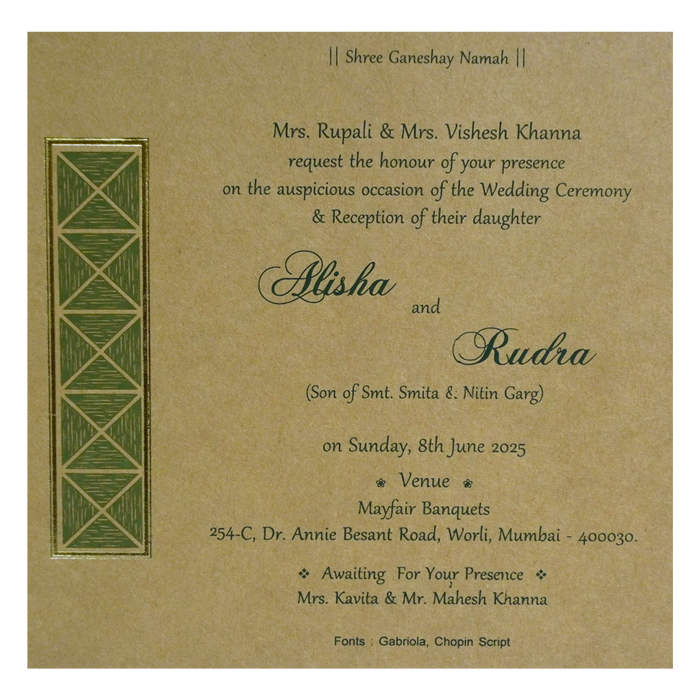 || Shree Ganeshay Namah ||
Mrs. Rupali & Mrs. Vishesh Khanna
request the honour of your presence
on the auspicious occasion of the Wedding Ceremony
& Reception of their daughter
Alisha
and
Rudra
(Son of Smt. Smita & Nitin Garg)
on Sunday, 8th June 2025
Venue
Mayfair Banquets
254-C, Dr. Annie Besant Road, Worli, Mumbai - 400030.
Awaiting For Your Presence
Mrs. Kavita & Mr. Mahesh Khanna
Fonts : Gabriola, Chopin Script